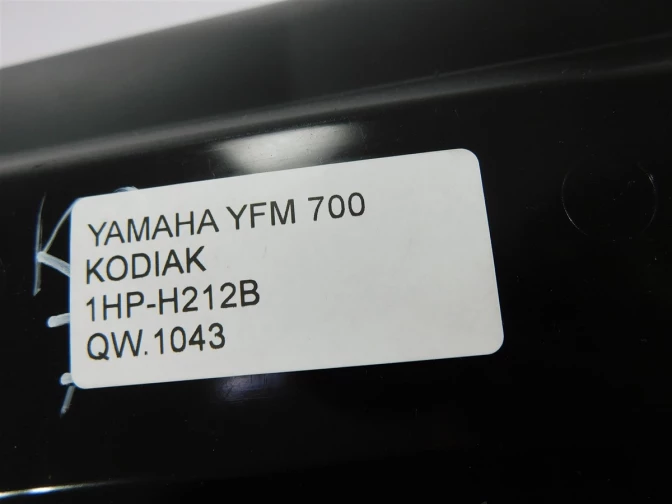 YAMAHA YFM 700
KODIAK
1HP-H212B
QW.1043